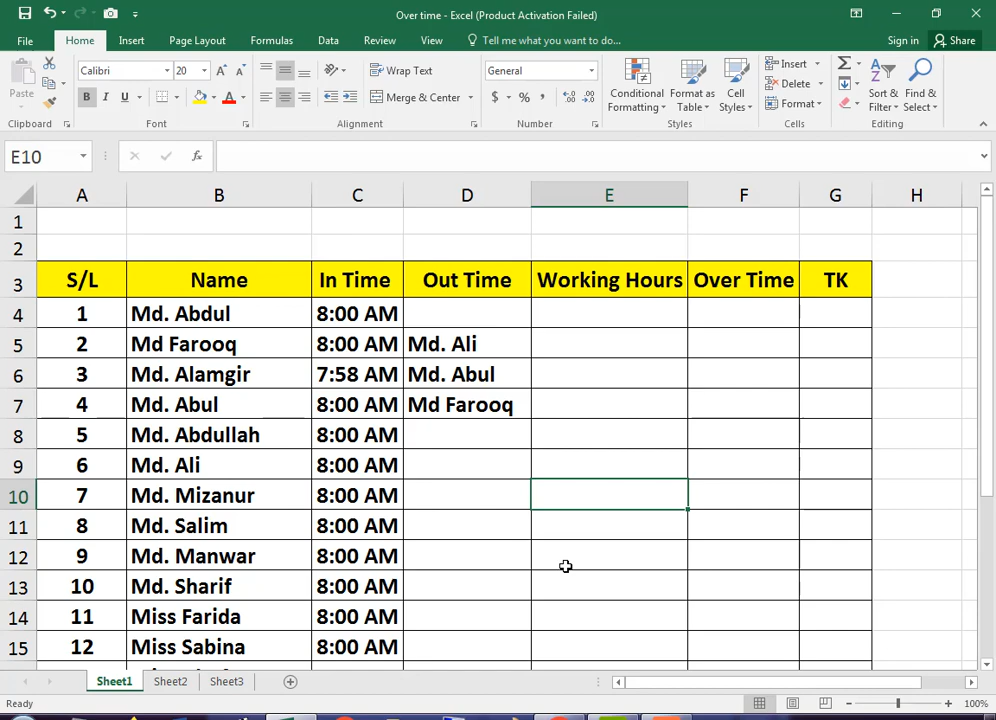 Over time - Excel (Product Activation Failed)
File Home Insert Page Layout Formulas Data Review View Tell me what you want to do... Sign in Share
Paste Calibri 20 Wrap Text General Conditional Formatting Format as Table Cell Styles Insert Sort & Filter Find & Select
B I U Merge & Center $ % , Delete
Format
Clipboard Font Alignment Number Styles Cells Editing
E10 fx
A B C D E F G H
1
2
3 S/L Name In Time Out Time Working Hours Over Time TK
4 1 Md. Abdul 8:00 AM
5 2 Md Farooq 8:00 AM Md. Ali
6 3 Md. Alamgir 7:58 AM Md. Abul
7 4 Md. Abul 8:00 AM Md Farooq
8 5 Md. Abdullah 8:00 AM
9 6 Md. Ali 8:00 AM
10 7 Md. Mizanur 8:00 AM
11 8 Md. Salim 8:00 AM
12 9 Md. Manwar 8:00 AM
13 10 Md. Sharif 8:00 AM
14 11 Miss Farida 8:00 AM
15 12 Miss Sabina 8:00 AM
Sheet1 Sheet2 Sheet3
Ready 100%